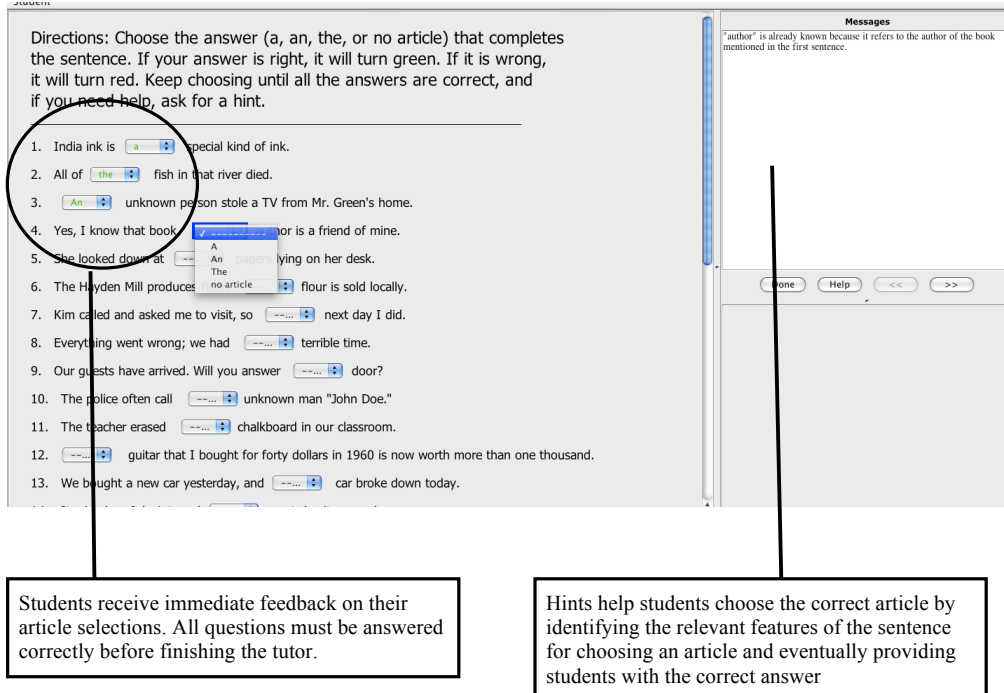 Student
Directions: Choose the answer (a, an, the, or no article) that completes
the sentence. If your answer is right, it will turn green. If it is wrong,
it will turn red. Keep choosing until all the answers are correct, and
if you need help, ask for a hint.
1. India ink is a special kind of ink.
2. All of the fish in that river died.
3. An unknown person stole a TV from Mr. Green's home.
4. Yes, I know that book. author is a friend of mine.
A
An
The
no article
5. She looked down at --... papers lying on her desk.
6. The Hayden Mill produces flour is sold locally.
7. Kim called and asked me to visit, so --... next day I did.
8. Everything went wrong; we had --... terrible time.
9. Our guests have arrived. Will you answer --... door?
10. The police often call --... unknown man "John Doe."
11. The teacher erased --... chalkboard in our classroom.
12. --... guitar that I bought for forty dollars in 1960 is now worth more than one thousand.
13. We bought a new car yesterday, and --... car broke down today.
Messages
"author" is already known because it refers to the author of the book
mentioned in the first sentence.
Done Help << >>
Students receive immediate feedback on their
article selections. All questions must be answered
correctly before finishing the tutor.
Hints help students choose the correct article by
identifying the relevant features of the sentence
for choosing an article and eventually providing
students with the correct answer